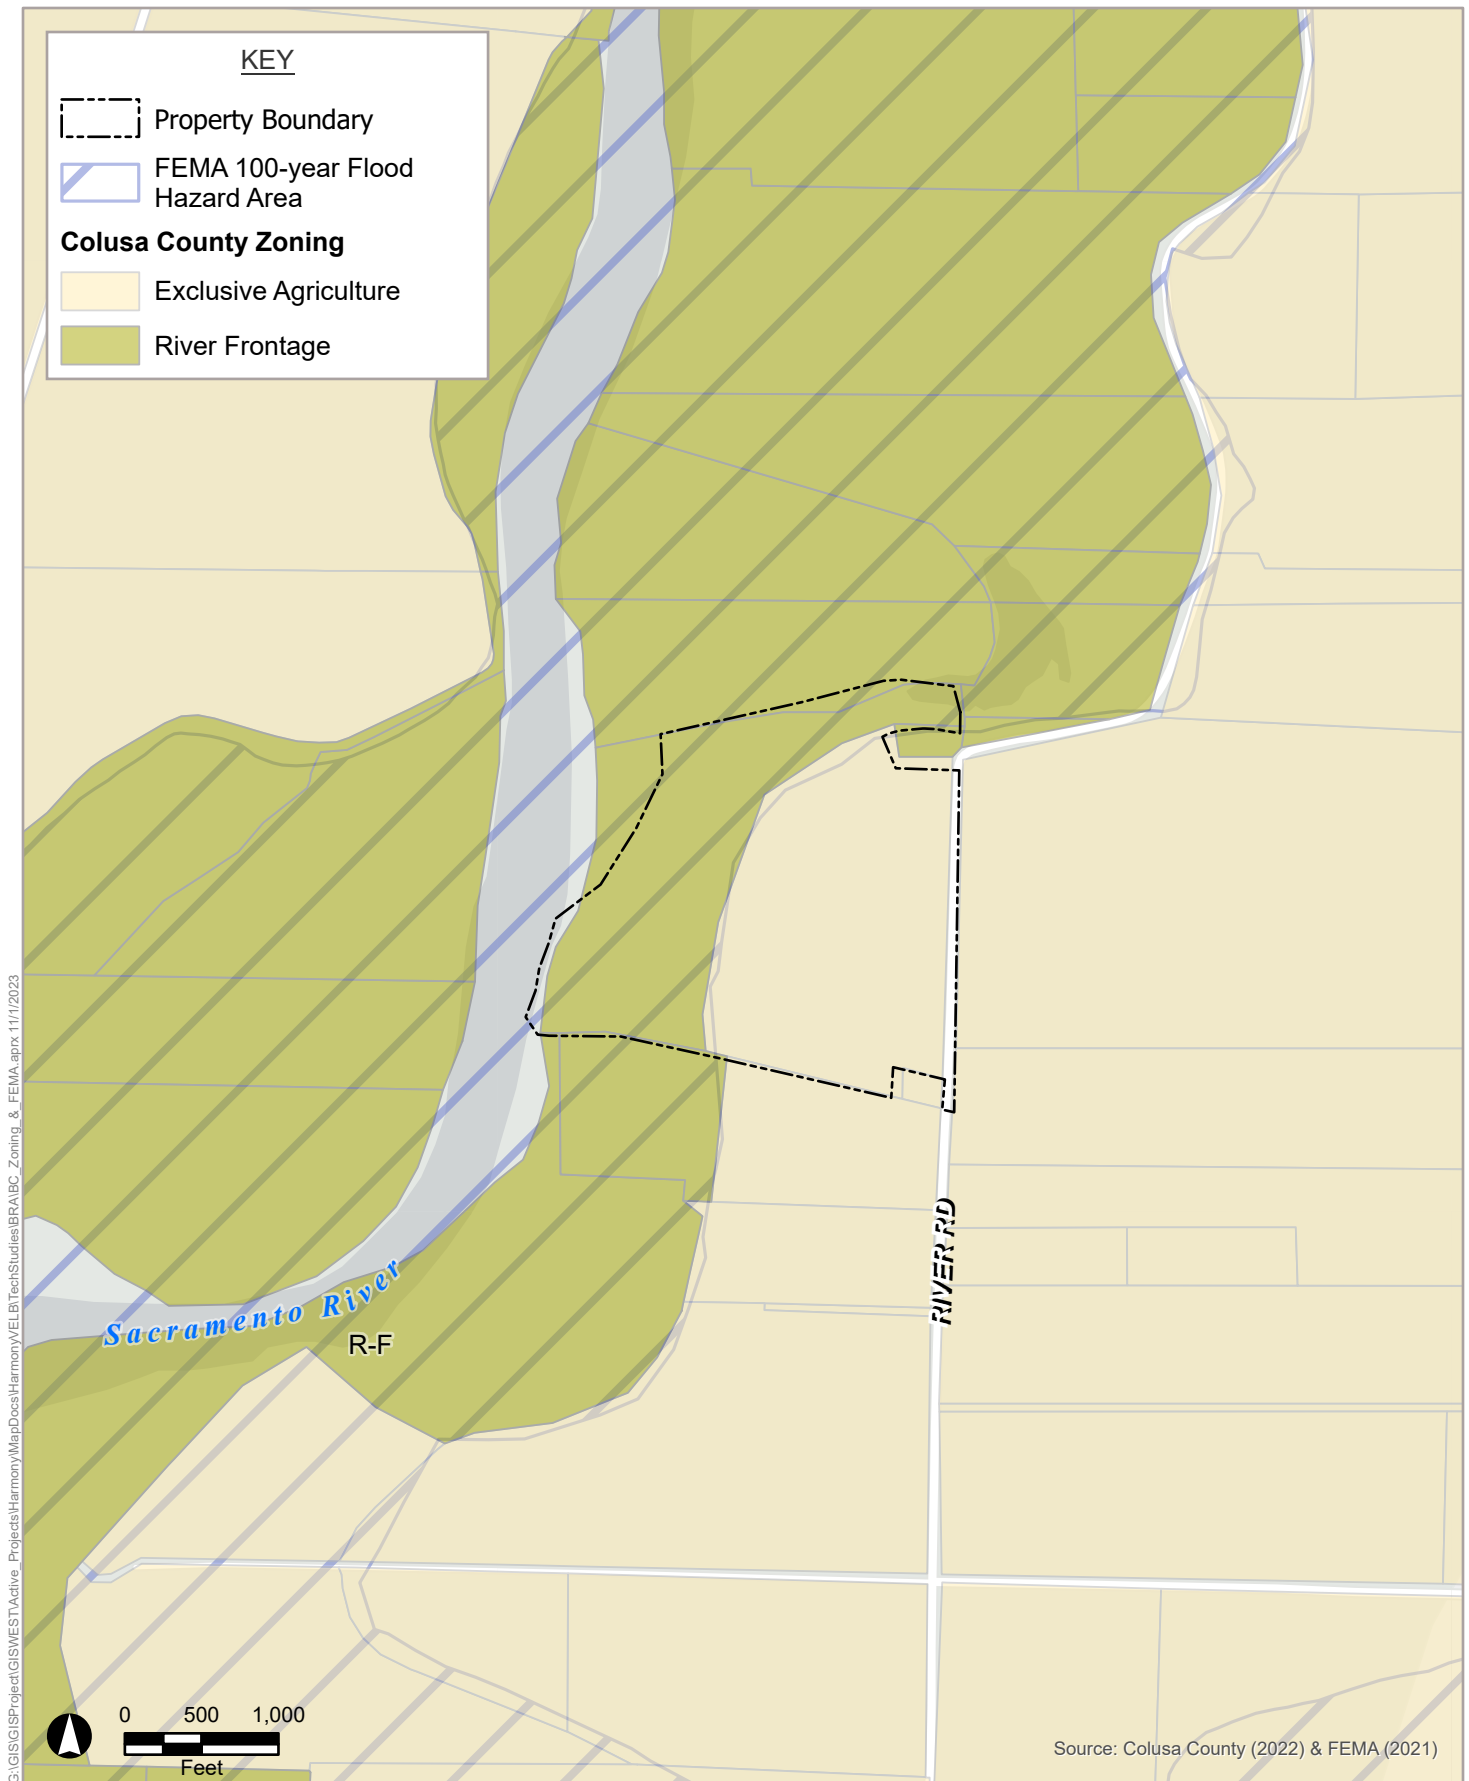 KEY
Property Boundary
FEMA 100-year Flood
Hazard Area
Colusa County Zoning
Exclusive Agriculture
River Frontage
G:\GIS\GISProject\GISWEST\Active_Projects\Harmony\MapDocs\HarmonyVELB\TechStudies\BRA\BC_Zoning_&_FEMA.aprx 11/1/2023
RIVER RD
Sacramento River
R-F
0 500 1,000
Feet
Source: Colusa County (2022) & FEMA (2021)